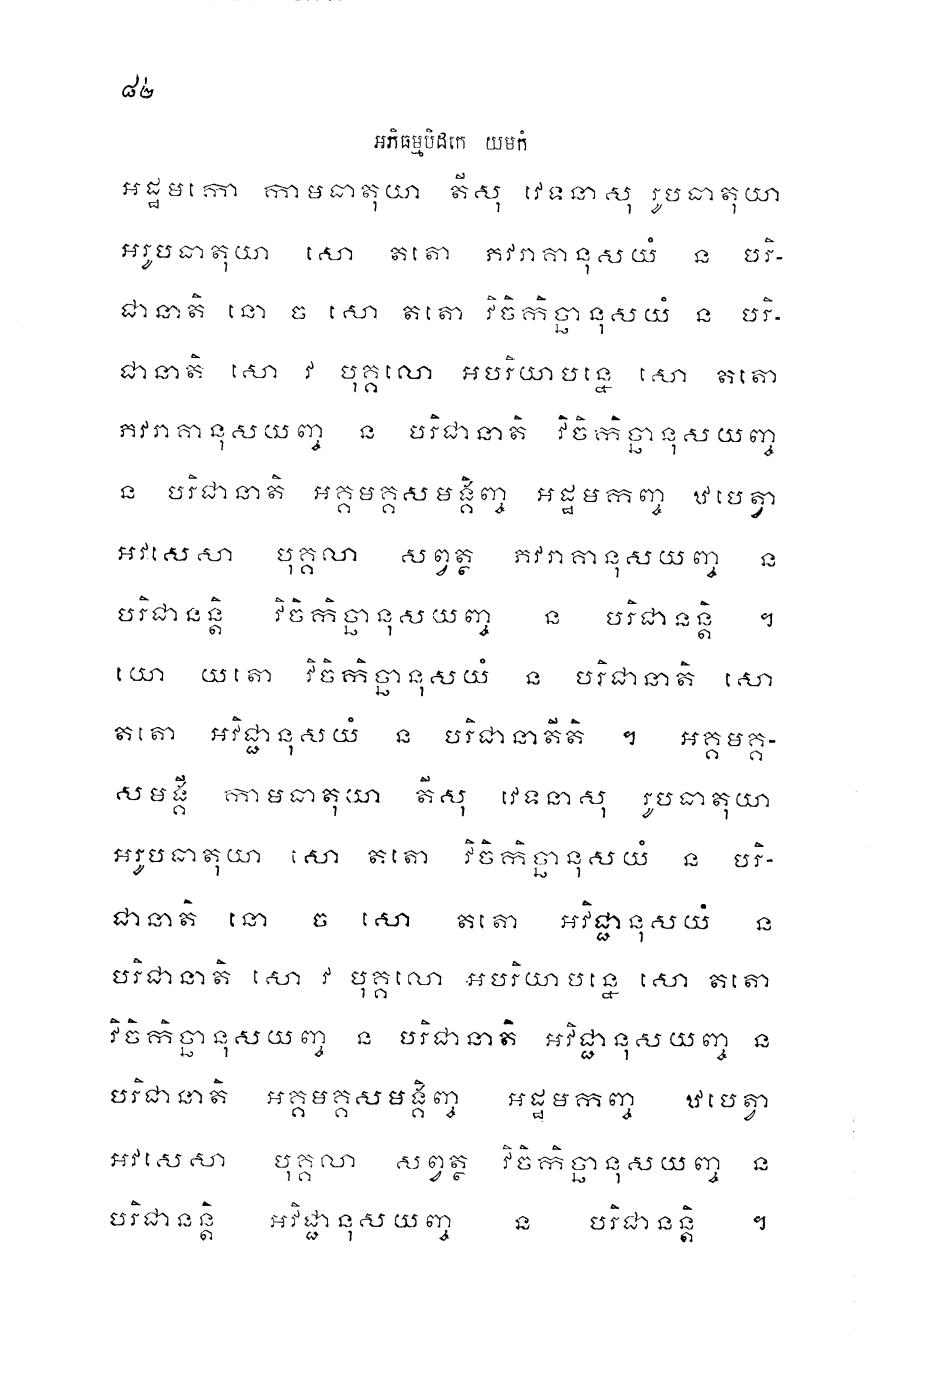 ៨២
អភិធម្មបិដកេ យមកំ
អដ្ឋមកោ កាមធាតុយា តីសុ វេទនាសុ រូបធាតុយា
អរូបធាតុយា សោ តតោ ភវរាគានុសយំ ន បរិ-
ជានាតិ នោ ច សោ តតោ វិចិកិច្ឆានុសយំ ន បរិ-
ជានាតិ សោ វ បុគ្គលោ អបរិយាបន្នេ សោ តតោ
ភវរាគានុសយញ្ច ន បរិជានាតិ វិចិកិច្ឆានុសយញ្ច
ន បរិជានាតិ អគ្គមគ្គសមង្គិញ្ច អដ្ឋមកញ្ច ឋបេត្វា
អវសេសា បុគ្គលា សព្វត្ថ ភវរាគានុសយញ្ច ន
បរិជានន្តិ វិចិកិច្ឆានុសយញ្ច ន បរិជានន្តិ ។
យោ យតោ វិចិកិច្ឆានុសយំ ន បរិជានាតិ សោ
តតោ អវិជ្ជានុសយំ ន បរិជានាតីតិ ។ អគ្គមគ្គ-
សមង្គី កាមធាតុយា តីសុ វេទនាសុ រូបធាតុយា
អរូបធាតុយា សោ តតោ វិចិកិច្ឆានុសយំ ន បរិ-
ជានាតិ នោ ច សោ តតោ អវិជ្ជានុសយំ ន
បរិជានាតិ សោ វ បុគ្គលោ អបរិយាបន្នេ សោ តតោ
វិចិកិច្ឆានុសយញ្ច ន បរិជានាតិ អវិជ្ជានុសយញ្ច ន
បរិជានាតិ អគ្គមគ្គសមង្គិញ្ច អដ្ឋមកញ្ច ឋបេត្វា
អវសេសា បុគ្គលា សព្វត្ថ វិចិកិច្ឆានុសយញ្ច ន
បរិជានន្តិ អវិជ្ជានុសយញ្ច ន បរិជានន្តិ ។